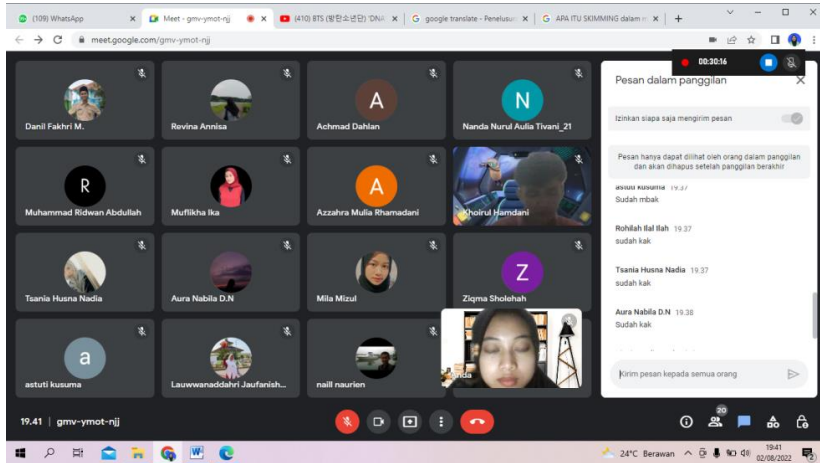 (109) WhatsApp
Meet - gmv-ymot-njj
(410) BTS (방탄소년단) 'DNA
google translate - Penelusur
APA ITU SKIMMING dalam m
meet.google.com/gmv-ymot-njj
00:30:16
Danil Fakhri M.
Revina Annisa
A
Achmad Dahlan
N
Nanda Nurul Aulia Tivani_21
R
Muhammad Ridwan Abdullah
Muflikha Ika
A
Azzahra Mulia Rhamadani
Khoirul Hamdani
Tsania Husna Nadia
Aura Nabila D.N
Mila Mizul
Z
Ziqma Sholehah
a
astuti kusuma
Lauwwanaddahri Jaufanish...
naill naurien
Pesan dalam panggilan
Izinkan siapa saja mengirim pesan
Pesan hanya dapat dilihat oleh orang dalam panggilan
dan akan dihapus setelah panggilan berakhir
astuti kusuma 19.37
Sudah mbak
Rohilah Ilal Ilah 19.37
sudah kak
Tsania Husna Nadia 19.37
sudah kak
Aura Nabila D.N 19.38
Sudah kak
Kirim pesan kepada semua orang
19.41 | gmv-ymot-njj
20
24°C Berawan
19:41
02/08/2022